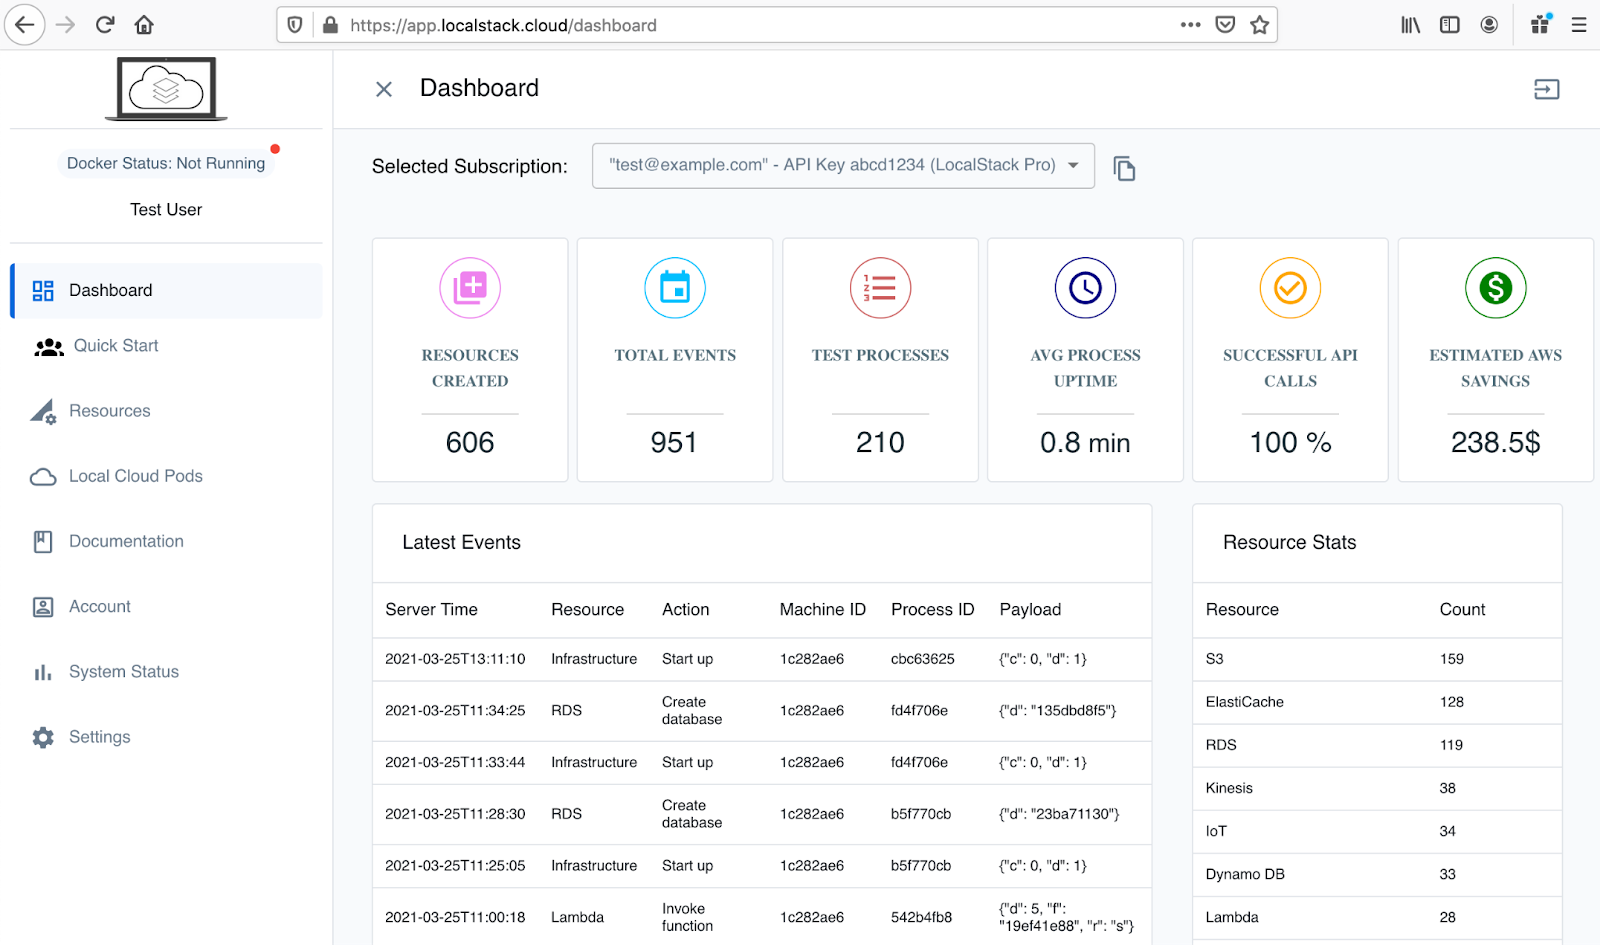 https://app.localstack.cloud/dashboard
Docker Status: Not Running
Test User
Dashboard
Quick Start
Resources
Local Cloud Pods
Documentation
Account
System Status
Settings
Dashboard
Selected Subscription:
"test@example.com" - API Key abcd1234 (LocalStack Pro)
RESOURCES
CREATED
606
TOTAL EVENTS
951
1
2
3
TEST PROCESSES
210
AVG PROCESS
UPTIME
0.8 min
SUCCESSFUL API
CALLS
100 %
$
ESTIMATED AWS
SAVINGS
238.5$
Latest Events
Server Time Resource Action Machine ID Process ID Payload
2021-03-25T13:11:10 Infrastructure Start up 1c282ae6 cbc63625 {"c": 0, "d": 1}
2021-03-25T11:34:25 RDS Create database 1c282ae6 fd4f706e {"d": "135dbd8f5"}
2021-03-25T11:33:44 Infrastructure Start up 1c282ae6 fd4f706e {"c": 0, "d": 1}
2021-03-25T11:28:30 RDS Create database 1c282ae6 b5f770cb {"d": "23ba71130"}
2021-03-25T11:25:05 Infrastructure Start up 1c282ae6 b5f770cb {"c": 0, "d": 1}
2021-03-25T11:00:18 Lambda Invoke function 1c282ae6 542b4fb8 {"d": 5, "f": "19ef41e88", "r": "s"}
Resource Stats
Resource Count
S3 159
ElastiCache 128
RDS 119
Kinesis 38
IoT 34
Dynamo DB 33
Lambda 28